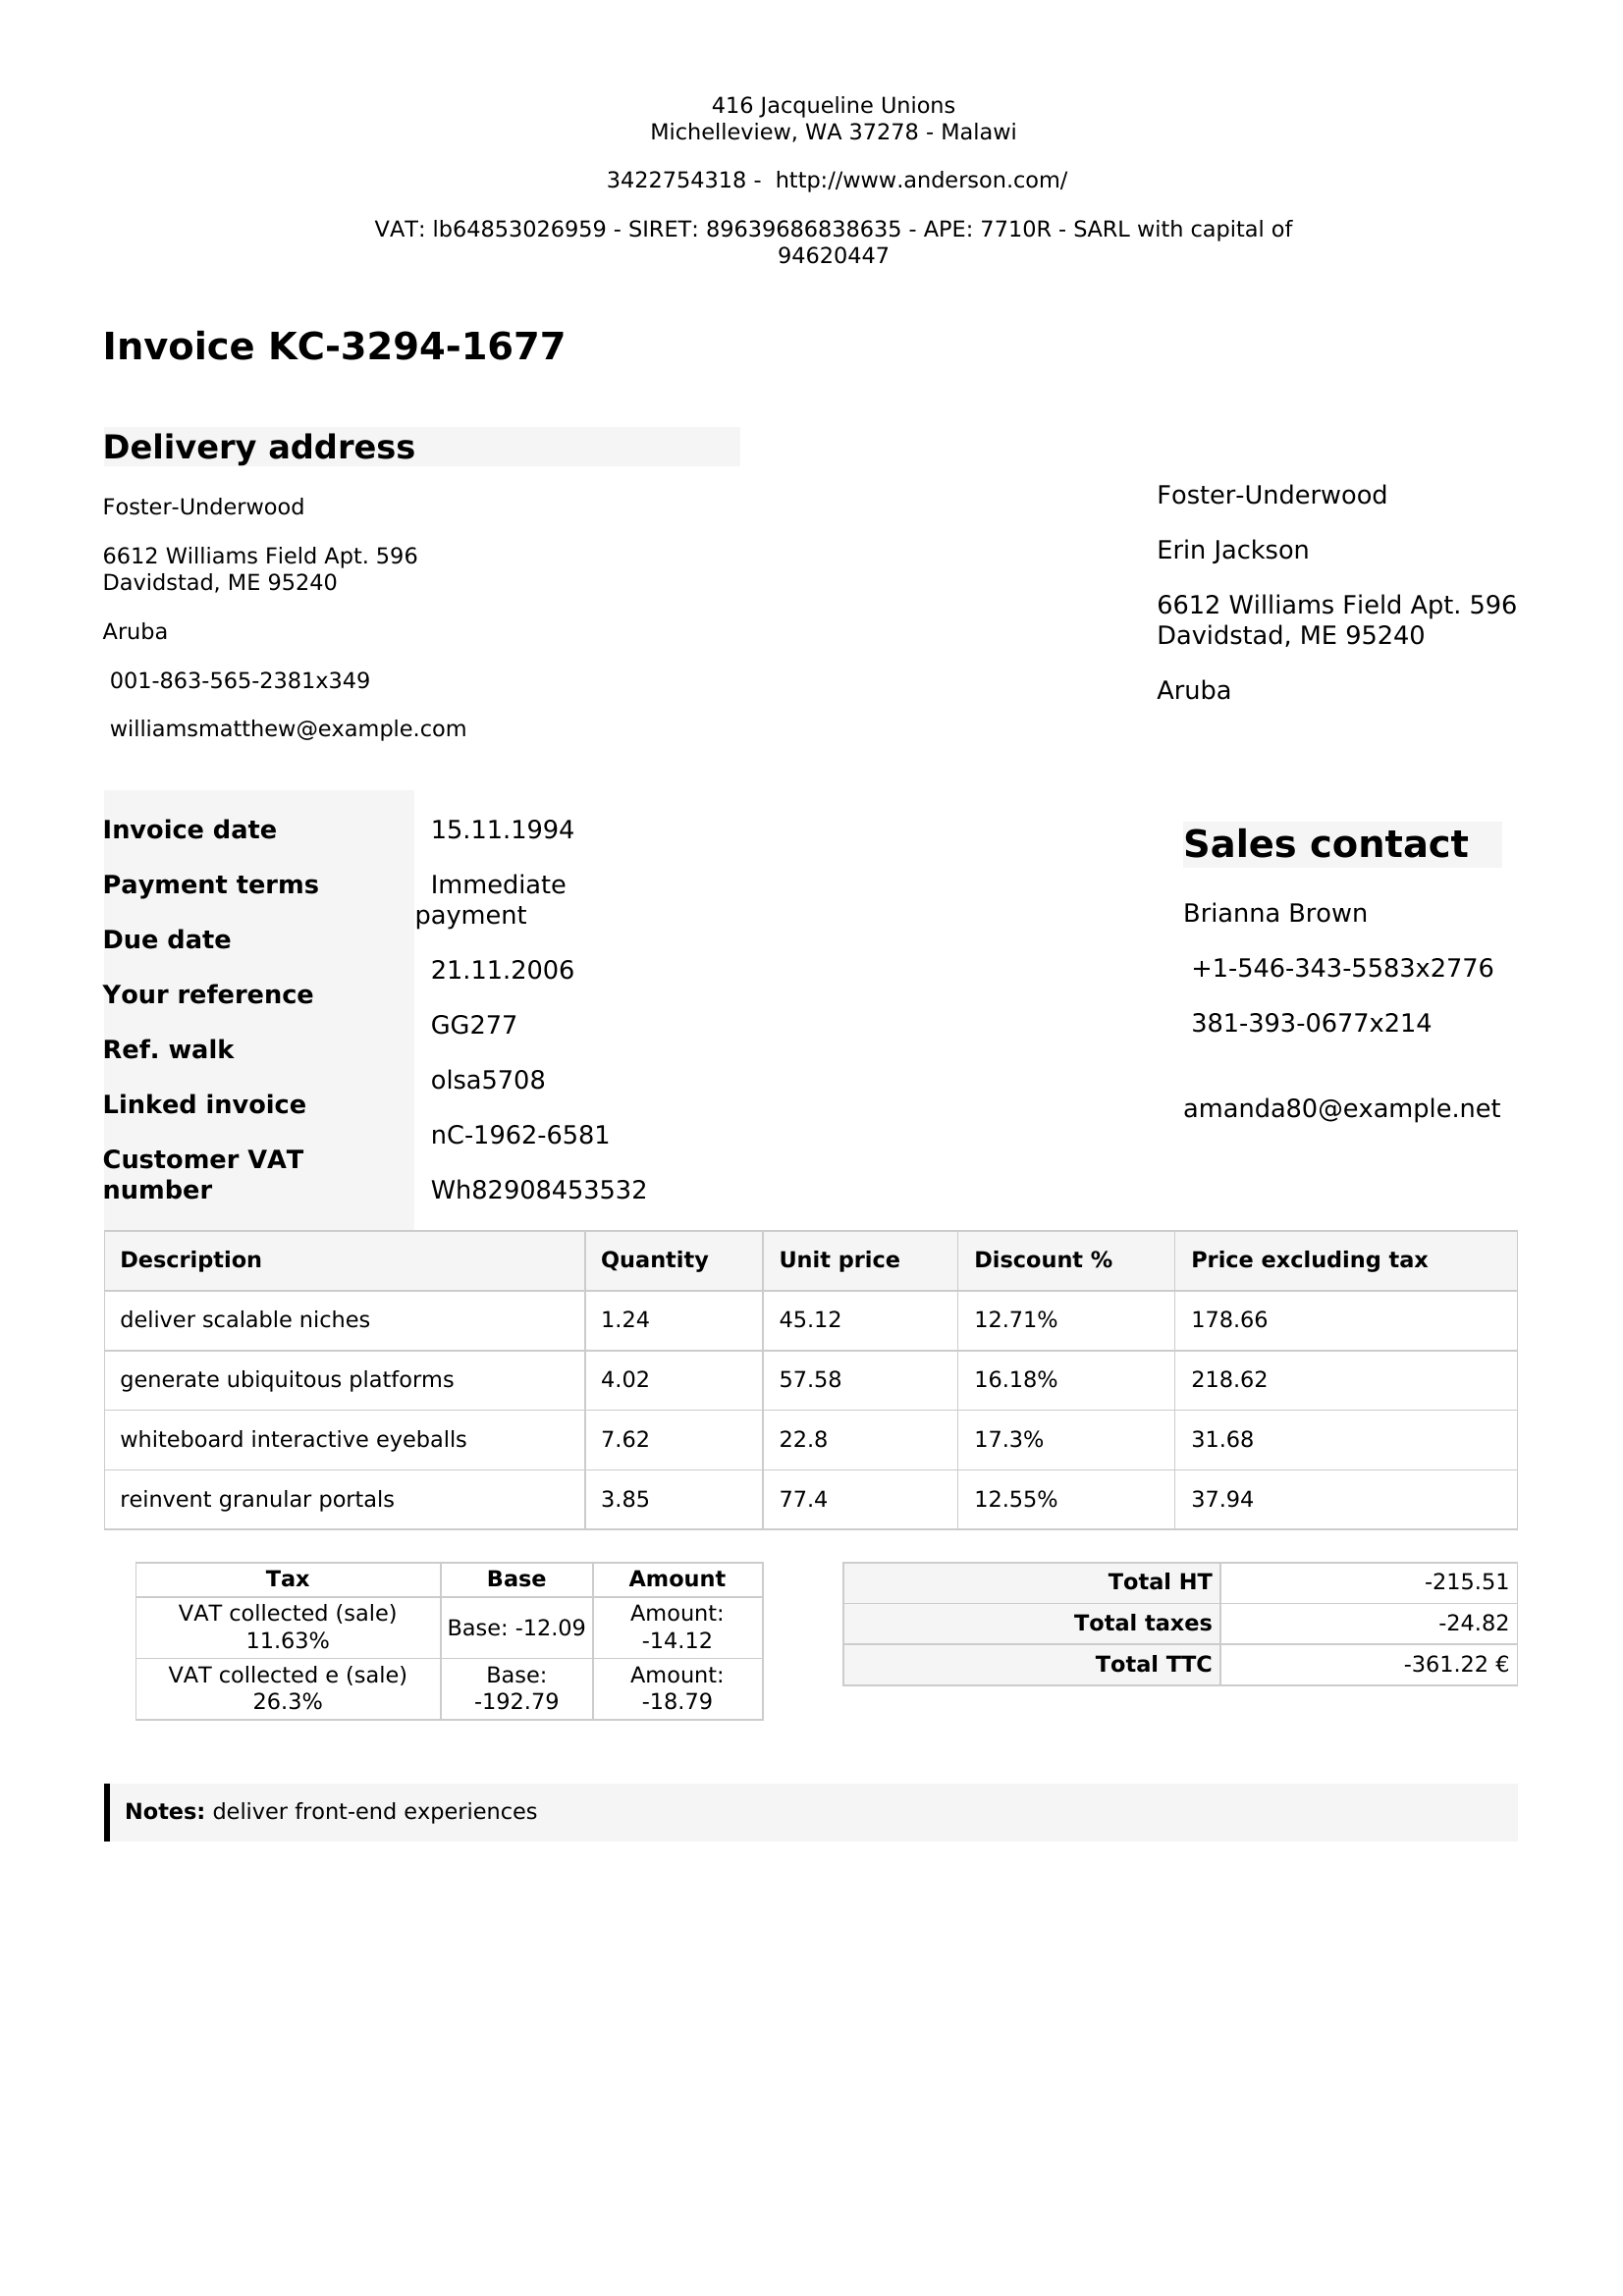 416 Jacqueline Unions
Michelleview, WA 37278 - Malawi
3422754318 -  http://www.anderson.com/
VAT: lb64853026959 - SIRET: 89639686838635 - APE: 7710R - SARL with capital of
94620447
Invoice KC-3294-1677
Delivery address
Foster-Underwood
6612 Williams Field Apt. 596
Davidstad, ME 95240
Aruba
001-863-565-2381x349
williamsmatthew@example.com
Foster-Underwood
Erin Jackson
6612 Williams Field Apt. 596
Davidstad, ME 95240
Aruba
Invoice date
Payment terms
Due date
Your reference
Ref. walk
Linked invoice
Customer VAT
number
15.11.1994
Immediate
payment
21.11.2006
GG277
olsa5708
nC-1962-6581
Wh82908453532
Sales contact
Brianna Brown
+1-546-343-5583x2776
381-393-0677x214
amanda80@example.net
Description Quantity Unit price Discount % Price excluding tax
deliver scalable niches 1.24 45.12 12.71% 178.66
generate ubiquitous platforms 4.02 57.58 16.18% 218.62
whiteboard interactive eyeballs 7.62 22.8 17.3% 31.68
reinvent granular portals 3.85 77.4 12.55% 37.94
Tax Base Amount
VAT collected (sale)
11.63%
Base: -12.09
Amount:
-14.12
VAT collected e (sale)
26.3%
Base:
-192.79
Amount:
-18.79
Total HT -215.51
Total taxes -24.82
Total TTC -361.22 €
Notes: deliver front-end experiences